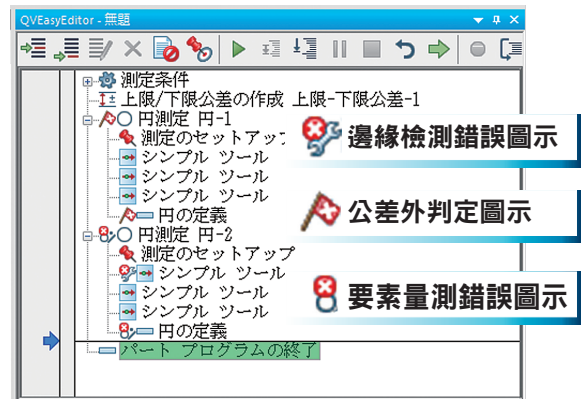 QVEasyEditor - 無題
測定条件
上限/下限公差の作成 上限-下限公差-1
円測定 円-1
測定のセットアップ
シンプル ツール
シンプル ツール
シンプル ツール
円の定義
円測定 円-2
測定のセットアップ
シンプル ツール
シンプル ツール
シンプル ツール
円の定義
パート プログラムの終了
邊緣檢測錯誤圖示
公差外判定圖示
要素量測錯誤圖示